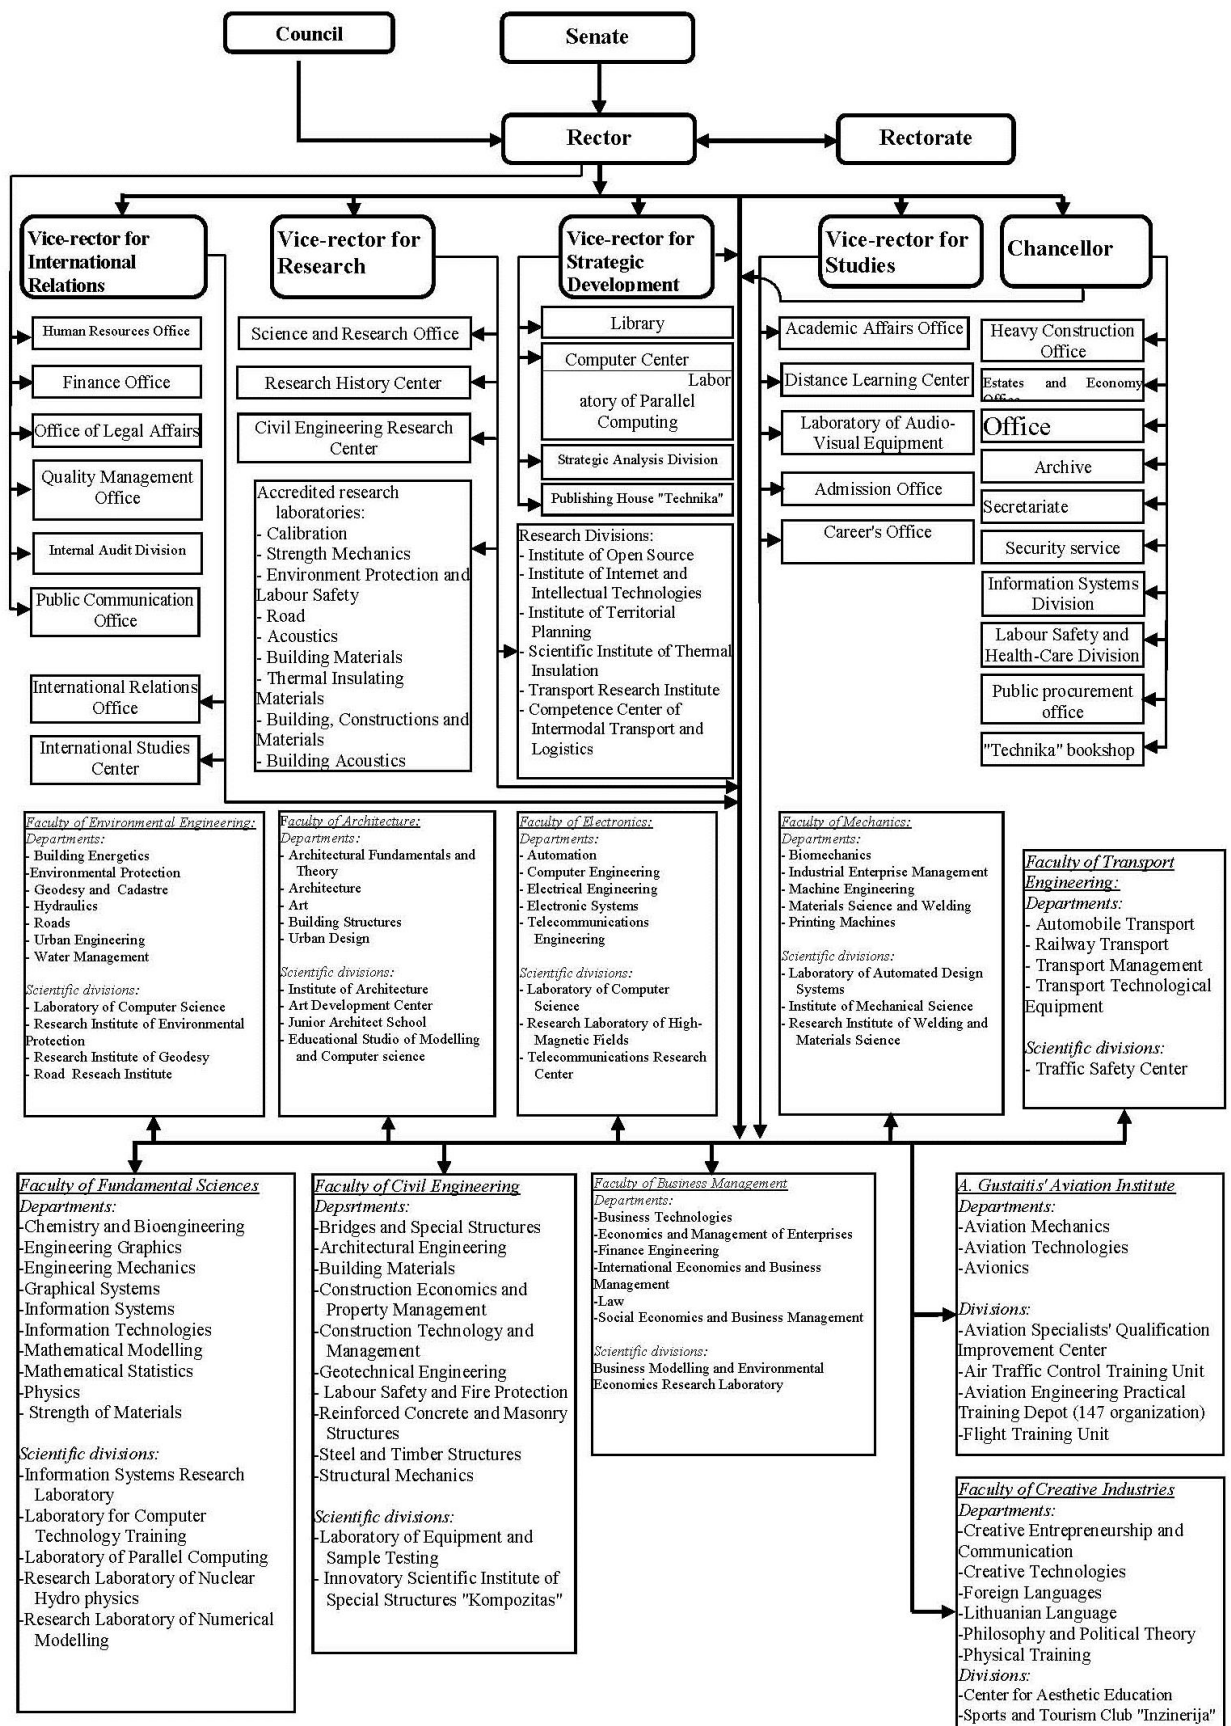 Council
Senate
Rector
Rectorate
Vice-rector for
International
Relations
Vice-rector for
Research
Vice-rector for
Strategic
Development
Vice-rector for
Studies
Chancellor
Human Resources Office
Finance Office
Office of Legal Affairs
Quality Management
Office
Internal Audit Division
Public Communication
Office
International Relations
Office
International Studies
Center
Science and Research Office
Research History Center
Civil Engineering Research
Center
Accredited research
laboratories:
- Calibration
- Strength Mechanics
- Environment Protection and
Labour Safety
- Road
- Acoustics
- Building Materials
- Thermal Insulating
Materials
- Building, Constructions and
Materials
- Building Acoustics
Library
Computer Center
Labor
atory of Parallel
Computing
Strategic Analysis Division
Publishing House "Technika"
Research Divisions:
- Institute of Open Source
- Institute of Internet and
Intellectual Technologies
- Institute of Territorial
Planning
- Scientific Institute of Thermal
Insulation
- Transport Research Institute
- Competence Center of
Intermodal Transport and
Logistics
Academic Affairs Office
Distance Learning Center
Laboratory of Audio-
Visual Equipment
Admission Office
Career's Office
Heavy Construction
Office
Estates and Economy
Office
Office
Archive
Secretariate
Security service
Information Systems
Division
Labour Safety and
Health-Care Division
Public procurement
office
"Technika" bookshop
Faculty of Environmental Engineering:
Departments:
- Building Energetics
-Environmental Protection
- Geodesy and Cadastre
- Hydraulics
- Roads
- Urban Engineering
- Water Management
Scientific divisions:
- Laboratory of Computer Science
- Research Institute of Environmental
Protection
- Research Institute of Geodesy
- Road Reseach Institute
Faculty of Architecture:
Departments:
- Architectural Fundamentals and
Theory
- Architecture
- Art
- Building Structures
- Urban Design
Scientific divisions:
- Institute of Architecture
- Art Development Center
- Junior Architect School
- Educational Studio of Modelling
and Computer science
Faculty of Electronics:
Departments:
- Automation
- Computer Engineering
- Electrical Engineering
- Electronic Systems
- Telecommunications
Engineering
Scientific divisions:
- Laboratory of Computer
Science
- Research Laboratory of High-
Magnetic Fields
- Telecommunications Research
Center
Faculty of Mechanics:
Departments:
- Biomechanics
- Industrial Enterprise Management
- Machine Engineering
- Materials Science and Welding
- Printing Machines
Scientific divisions:
- Laboratory of Automated Design
Systems
- Institute of Mechanical Science
- Research Institute of Welding and
Materials Science
Faculty of Transport
Engineering:
Departments:
- Automobile Transport
- Railway Transport
- Transport Management
- Transport Technological
Equipment
Scientific divisions:
- Traffic Safety Center
Faculty of Fundamental Sciences
Departments:
-Chemistry and Bioengineering
-Engineering Graphics
-Engineering Mechanics
-Graphical Systems
-Information Systems
-Information Technologies
-Mathematical Modelling
-Mathematical Statistics
-Physics
- Strength of Materials
Scientific divisions:
-Information Systems Research
Laboratory
-Laboratory for Computer
Technology Training
-Laboratory of Parallel Computing
-Research Laboratory of Nuclear
Hydro physics
-Research Laboratory of Numerical
Modelling
Faculty of Civil Engineering
Depsrtments:
-Bridges and Special Structures
-Architectural Engineering
-Building Materials
-Construction Economics and
Property Management
-Construction Technology and
Management
-Geotechnical Engineering
- Labour Safety and Fire Protection
-Reinforced Concrete and Masonry
Structures
-Steel and Timber Structures
-Structural Mechanics
Scientific divisions:
-Laboratory of Equipment and
Sample Testing
- Innovatory Scientific Institute of
Special Structures "Kompozitas"
Faculty of Business Management
Departments:
-Business Technologies
-Economics and Management of Enterprises
-Finance Engineering
-International Economics and Business
Management
-Law
-Social Economics and Business Management
Scientific divisions:
Business Modelling and Environmental
Economics Research Laboratory
A. Gustaitis' Aviation Institute
Departments:
-Aviation Mechanics
-Aviation Technologies
-Avionics
Divisions:
-Aviation Specialists' Qualification
Improvement Center
-Air Traffic Control Training Unit
-Aviation Engineering Practical
Training Depot (147 organization)
-Flight Training Unit
Faculty of Creative Industries
Departments:
-Creative Entrepreneurship and
Communication
-Creative Technologies
-Foreign Languages
-Lithuanian Language
-Philosophy and Political Theory
-Physical Training
Divisions:
-Center for Aesthetic Education
-Sports and Tourism Club "Inzinerija"